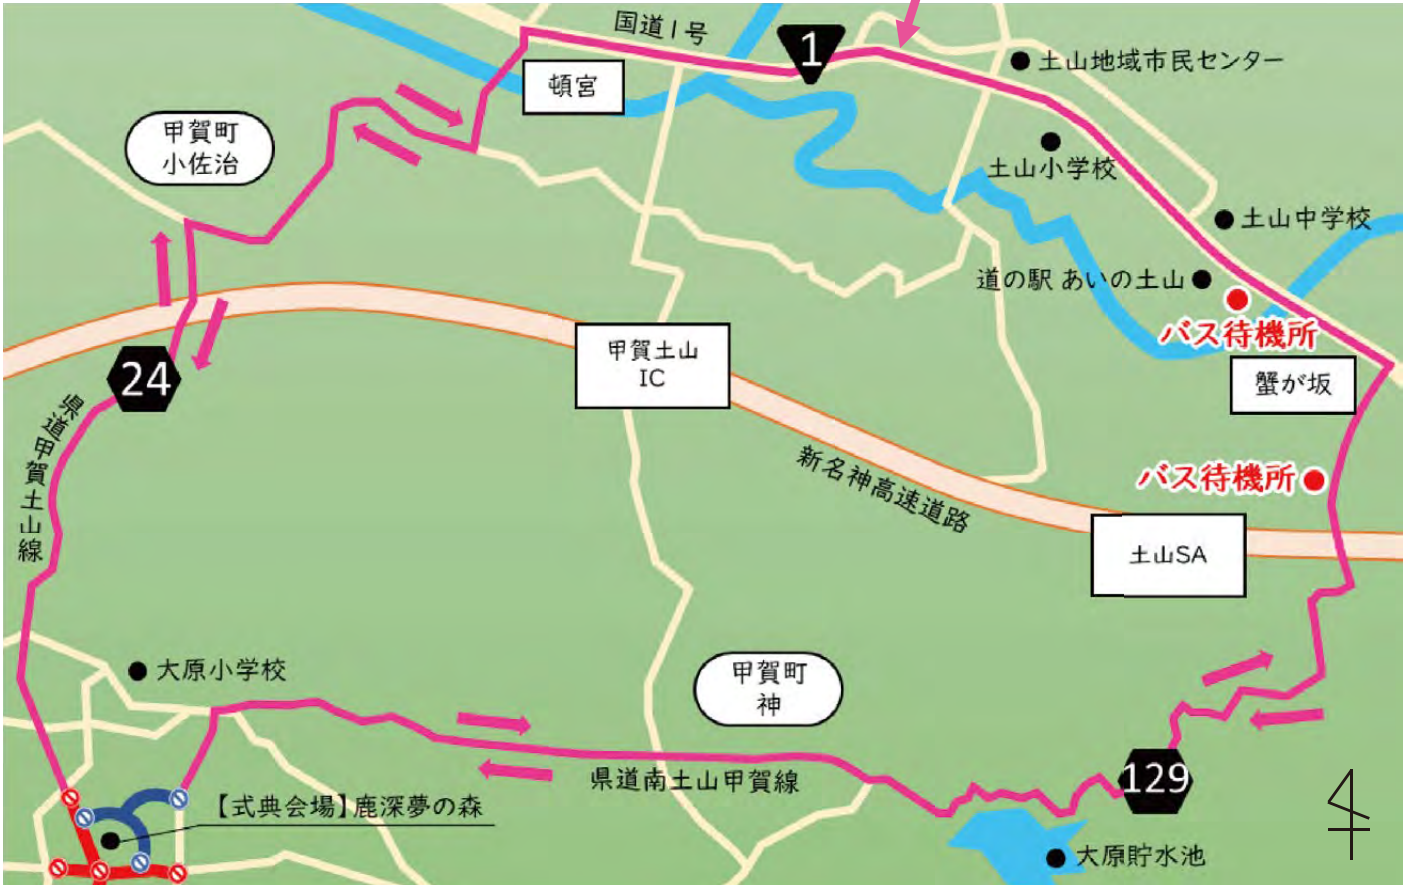 国道1号
1
土山地域市民センター
頓宮
甲賀町
小佐治
土山小学校
土山中学校
道の駅 あいの土山
バス待機所
甲賀土山
IC
24
蟹が坂
県道甲賀土山線
新名神高速道路
バス待機所
土山SA
大原小学校
甲賀町
神
県道南土山甲賀線
129
【式典会場】鹿深夢の森
大原貯水池